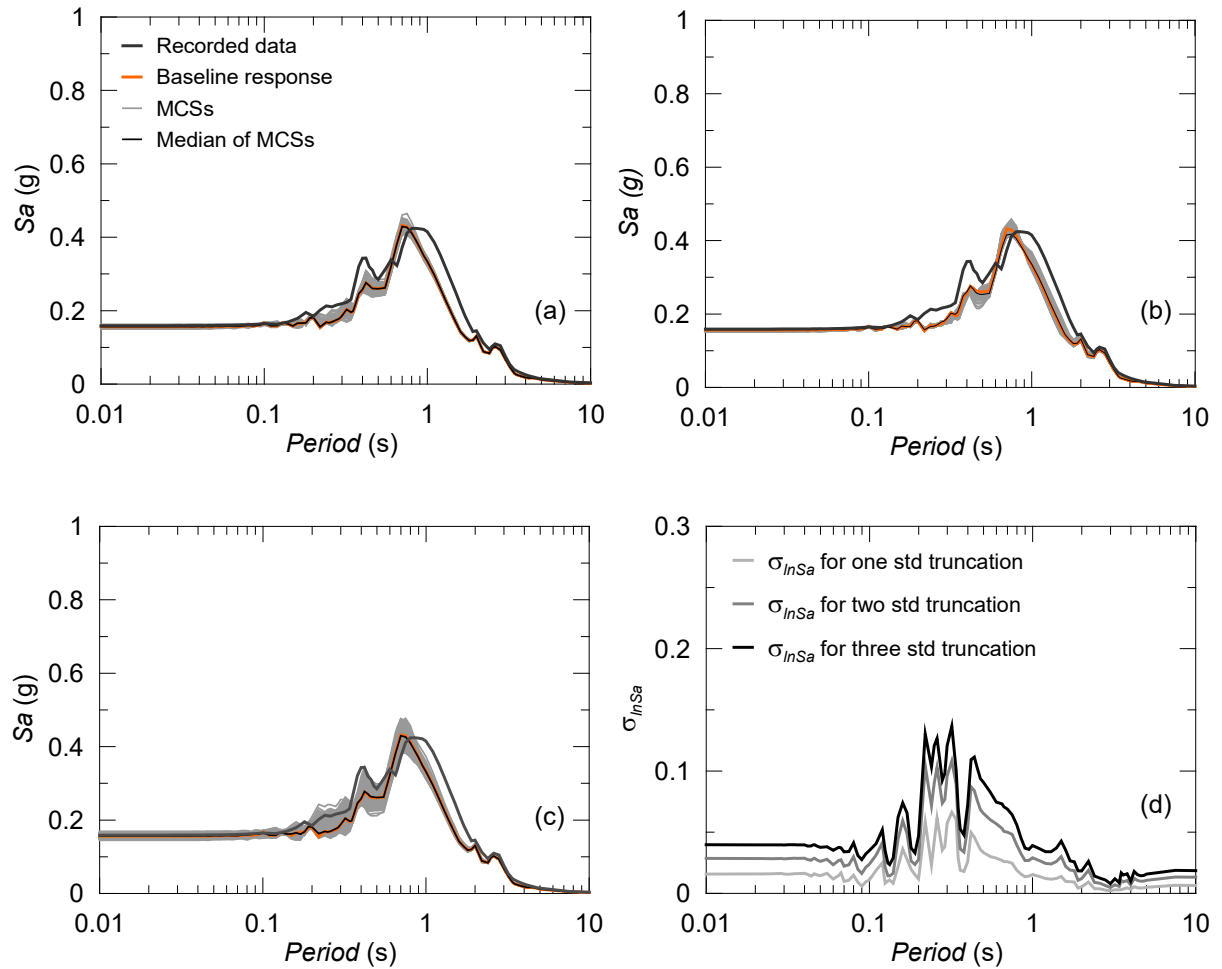 1
0.8
0.6
0.4
0.2
0
Sa (g)
Recorded data
Baseline response
MCSs
Median of MCSs
(a)
0.01 0.1 1 10
Period (s)
1
0.8
0.6
0.4
0.2
0
Sa (g)
(b)
0.01 0.1 1 10
Period (s)
1
0.8
0.6
0.4
0.2
0
Sa (g)
(c)
0.01 0.1 1 10
Period (s)
0.3
0.2
0.1
0
σlnSa
σlnSa for one std truncation
σlnSa for two std truncation
σlnSa for three std truncation
(d)
0.01 0.1 1 10
Period (s)